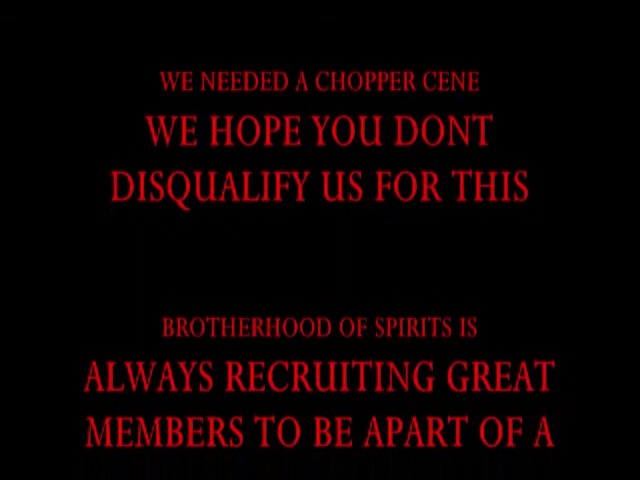 WE NEEDED A CHOPPER CENE
WE HOPE YOU DONT
DISQUALIFY US FOR THIS
BROTHERHOOD OF SPIRITS IS
ALWAYS RECRUITING GREAT
MEMBERS TO BE APART OF A